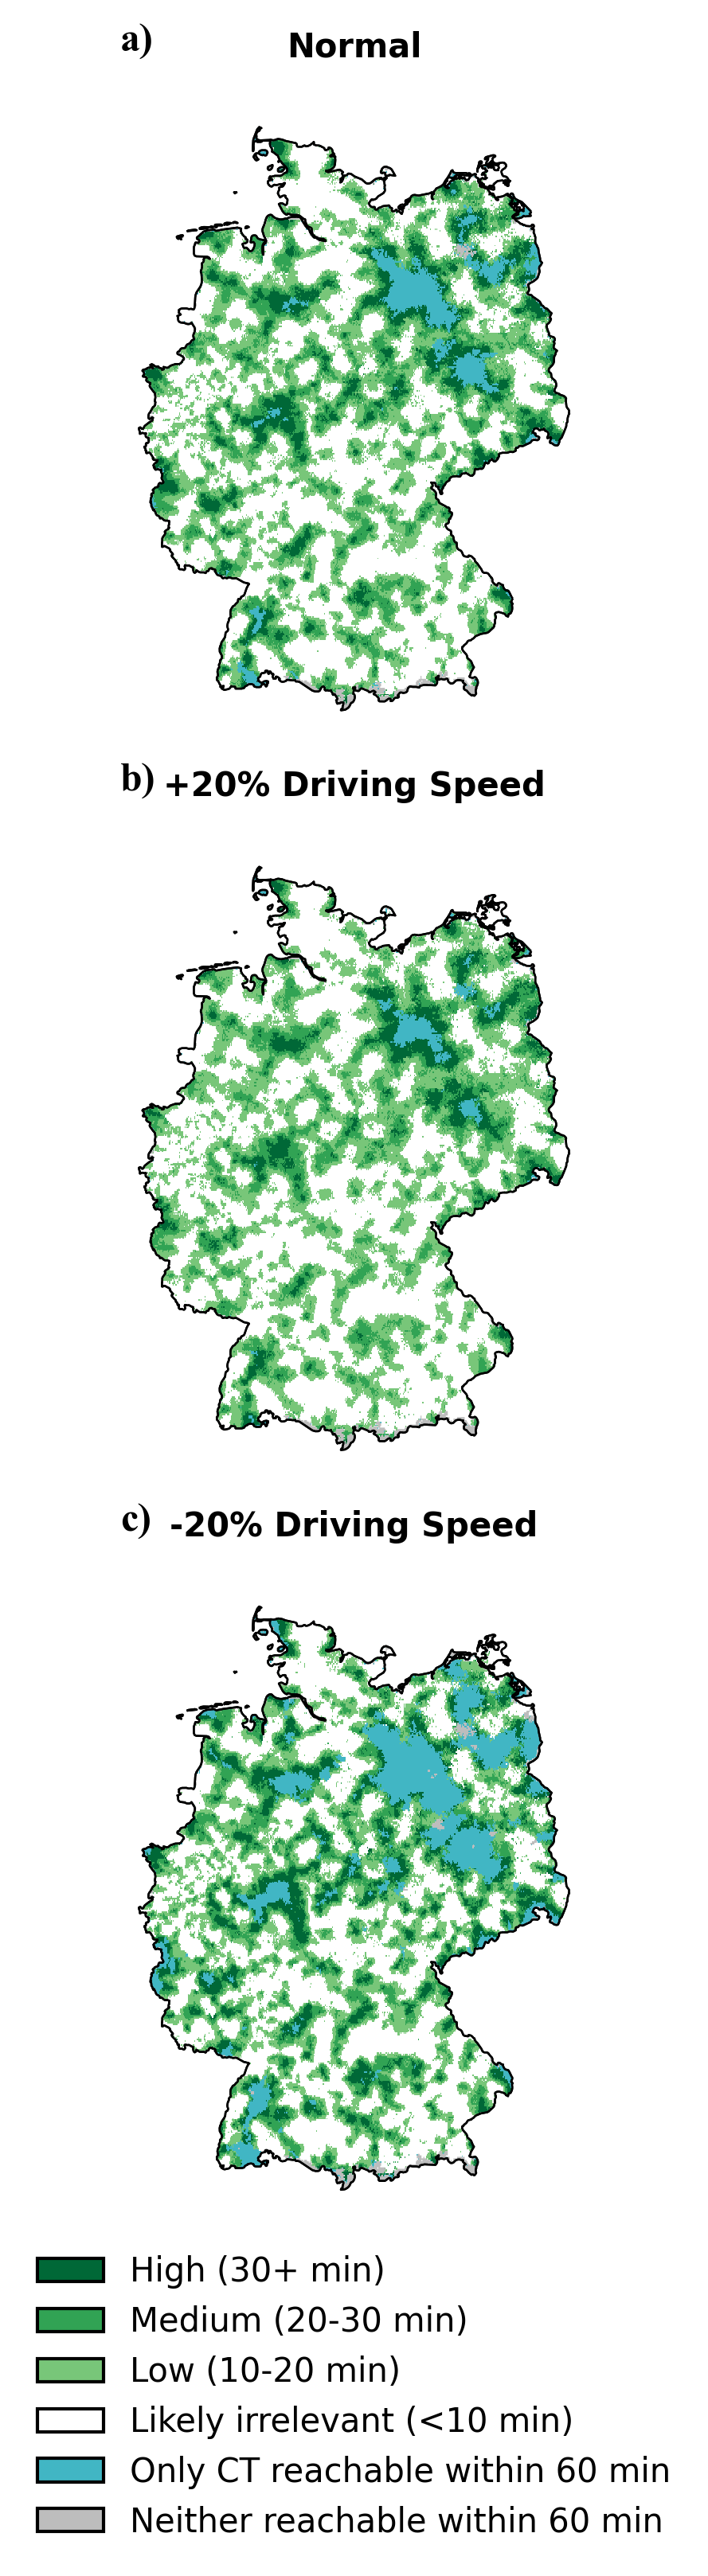 a) Normal
b) +20% Driving Speed
c) -20% Driving Speed
High (30+ min)
Medium (20-30 min)
Low (10-20 min)
Likely irrelevant (<10 min)
Only CT reachable within 60 min
Neither reachable within 60 min